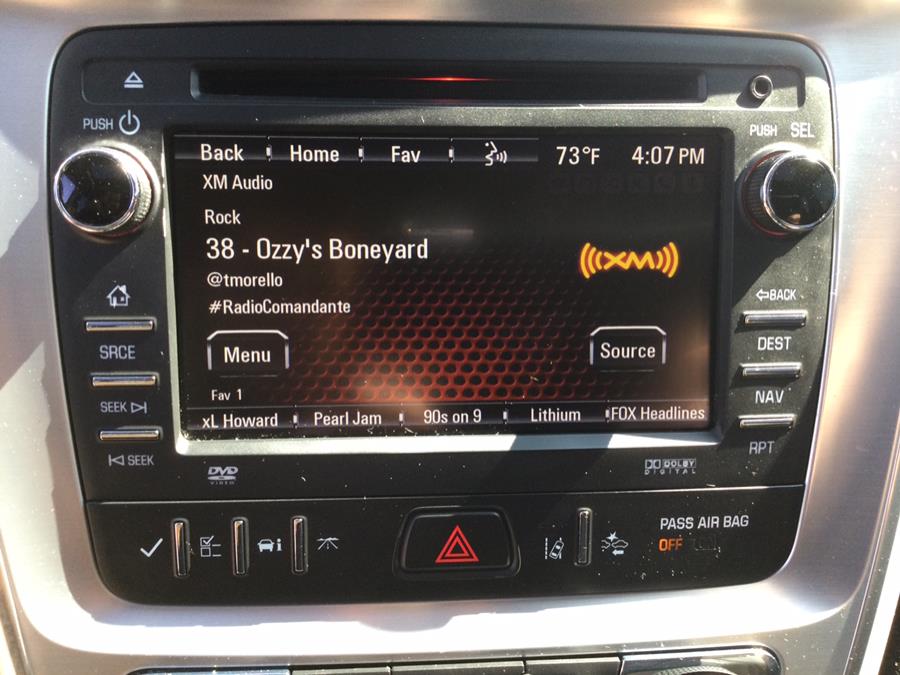 PUSH
PUSH SEL
Back Home Fav 73°F 4:07 PM
XM Audio
Rock
38 - Ozzy's Boneyard
(((XM)))
@tmorello
#RadioComandante
Menu
Source
Fav 1
xL Howard Pearl Jam 90s on 9 Lithium FOX Headlines
SRCE
SEEK
SEEK
BACK
DEST
NAV
RPT
DVD
VIDEO
DOLBY
DIGITAL
PASS AIR BAG
OFF